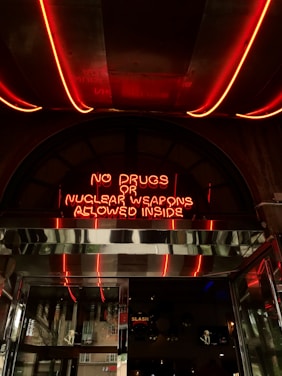 NO DRUGS
OR
NUCLEAR WEAPONS
ALLOWED INSIDE